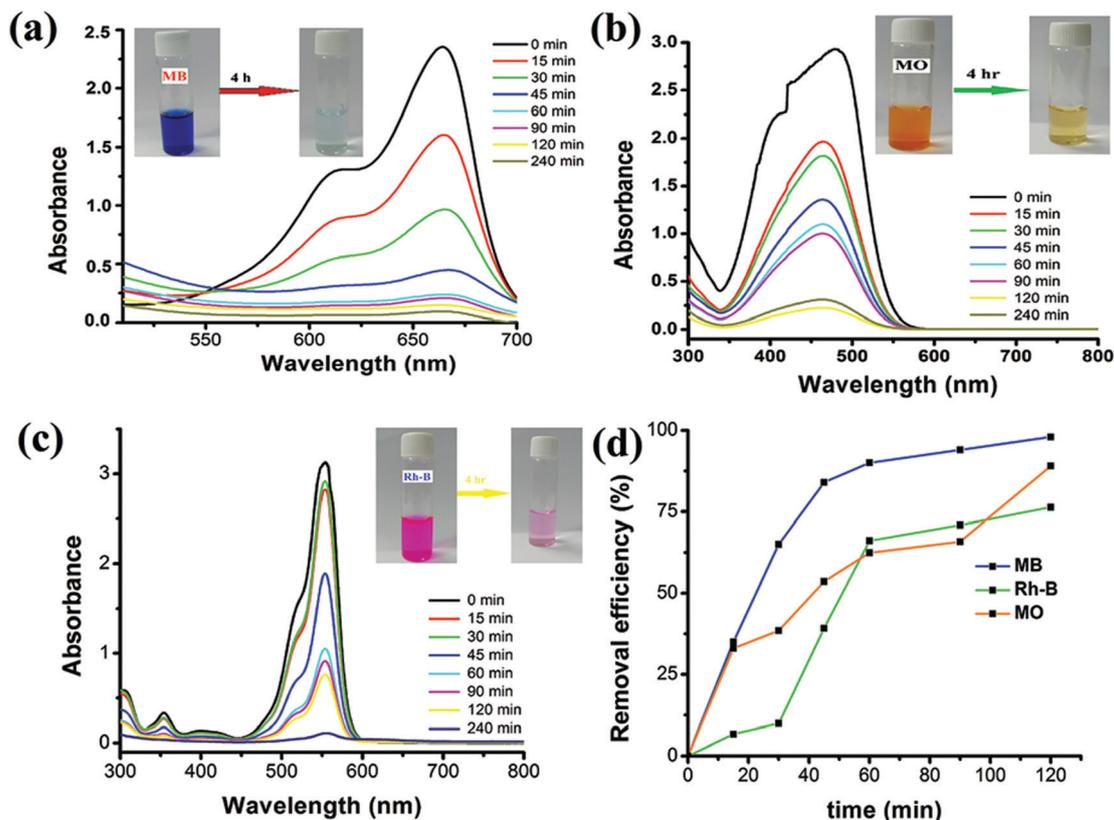 (a)
2.5
2.0
1.5
1.0
0.5
0.0
Absorbance
550
600
650
700
Wavelength (nm)
MB
4 h
0 min
15 min
30 min
45 min
60 min
90 min
120 min
240 min
(b)
3.0
2.5
2.0
1.5
1.0
0.5
0.0
Absorbance
300
400
500
600
700
800
Wavelength (nm)
MO
4 hr
0 min
15 min
30 min
45 min
60 min
90 min
120 min
240 min
(c)
3
2
1
0
Absorbance
300
400
500
600
700
800
Wavelength (nm)
Rh-B
4 hr
0 min
15 min
30 min
45 min
60 min
90 min
120 min
240 min
(d)
100
75
50
25
0
Removal efficiency (%)
0
20
40
60
80
100
120
time (min)
MB
Rh-B
MO